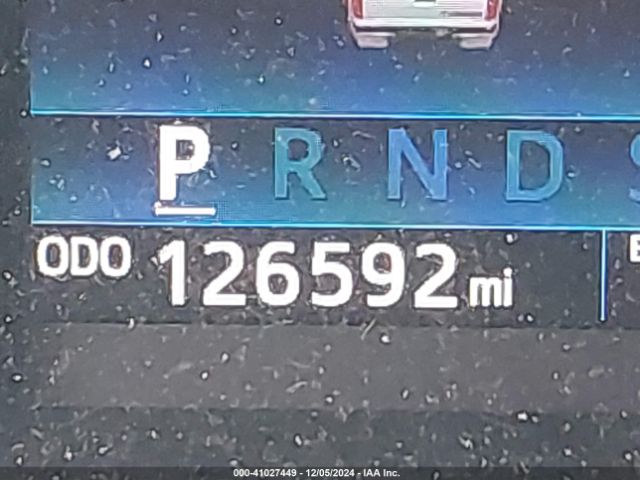 P R N D
ODO 126592 mi
000-41027449 - 12/05/2024 - IAA Inc.